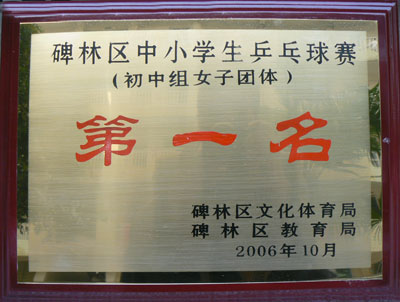 碑林区中小学生乒乓球赛
(初中组女子团体)
第一名
碑林区文化体育局
碑林区教育局
2006年10月